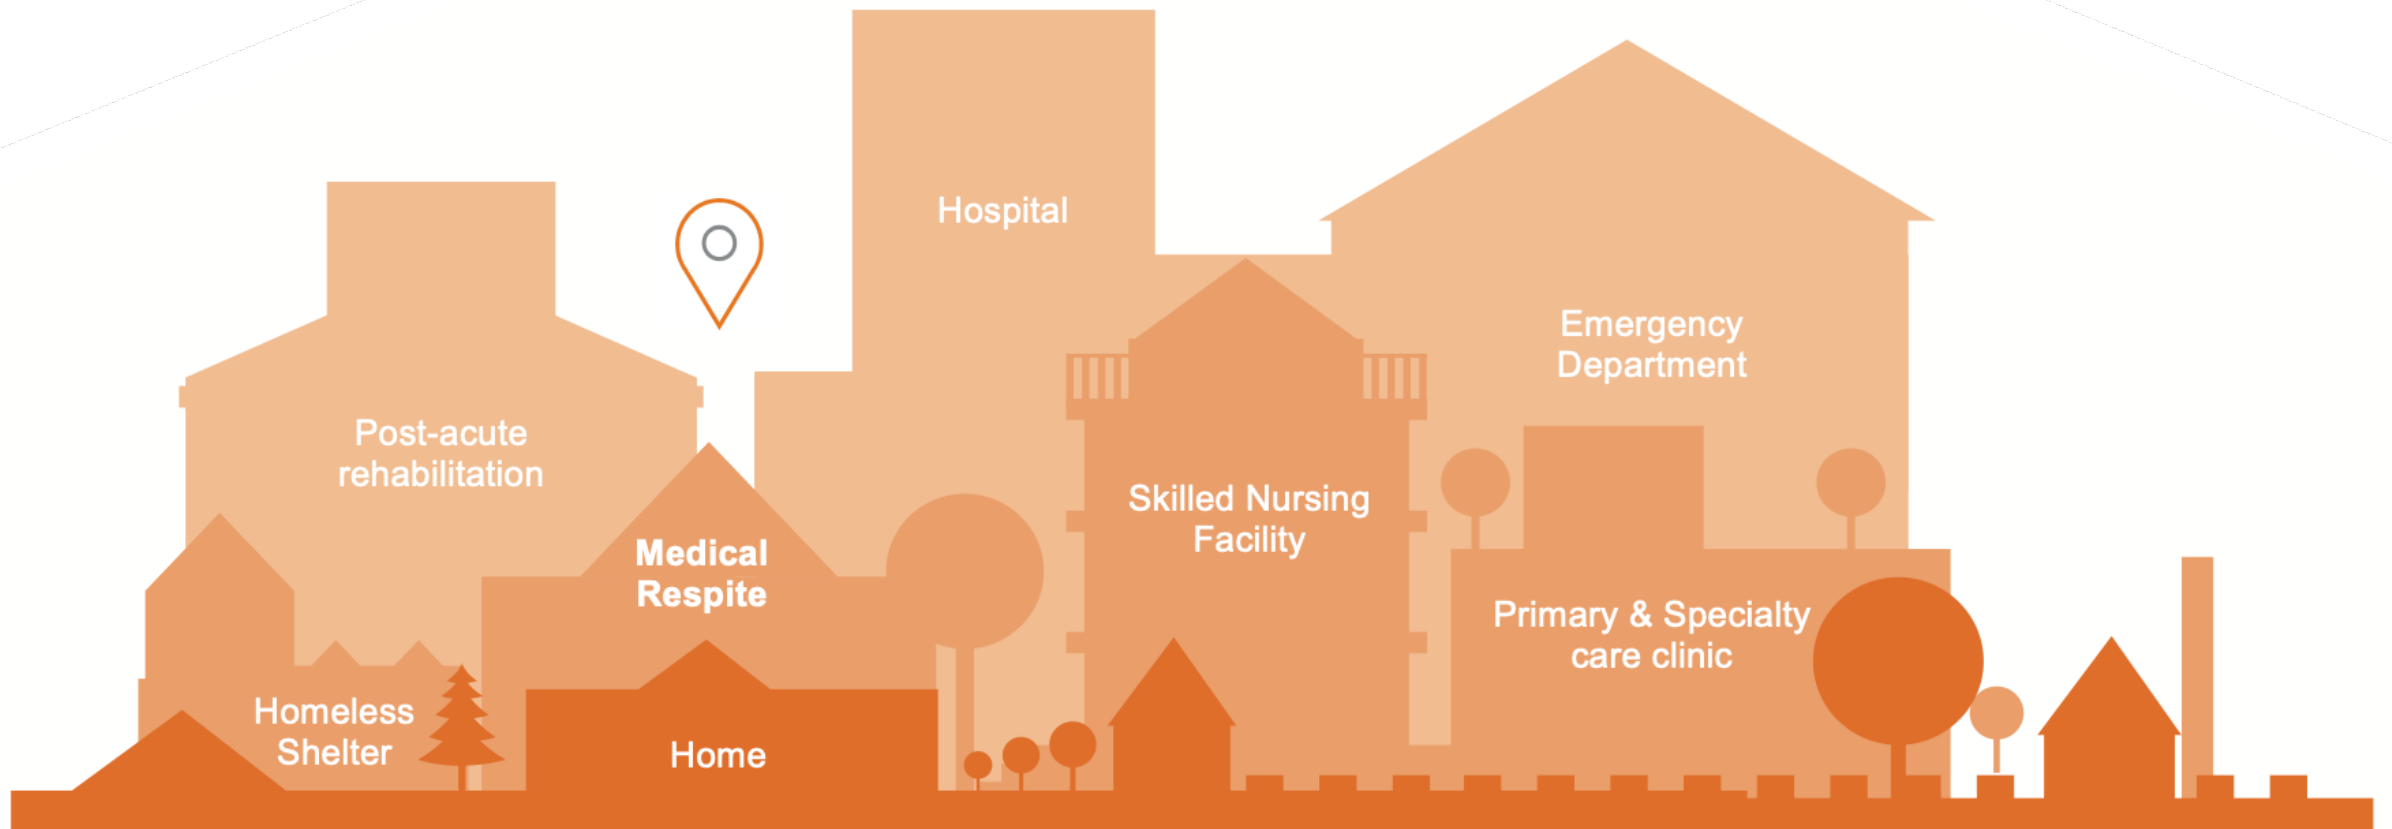 Hospital
Emergency
Department
Post-acute
rehabilitation
Skilled Nursing
Facility
Medical
Respite
Primary & Specialty
care clinic
Homeless
Shelter
Home